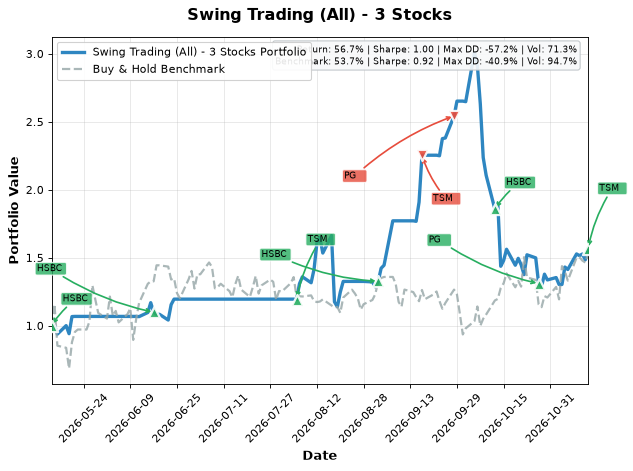 Swing Trading (All) - 3 Stocks
Swing Trading (All) - 3 Stocks Portfolio
Buy & Hold Benchmark
urn: 56.7% | Sharpe: 1.00 | Max DD: -57.2% | Vol: 71.3%
Benchmark: 53.7% | Sharpe: 0.92 | Max DD: -40.9% | Vol: 94.7%
Portfolio Value
3.0
2.5
2.0
1.5
1.0
HSBC
HSBC
HSBC
TSM
PG
TSM
HSBC
PG
TSM
2026-05-24
2026-06-09
2026-06-25
2026-07-11
2026-07-27
2026-08-12
2026-08-28
2026-09-13
2026-09-29
2026-10-15
2026-10-31
Date